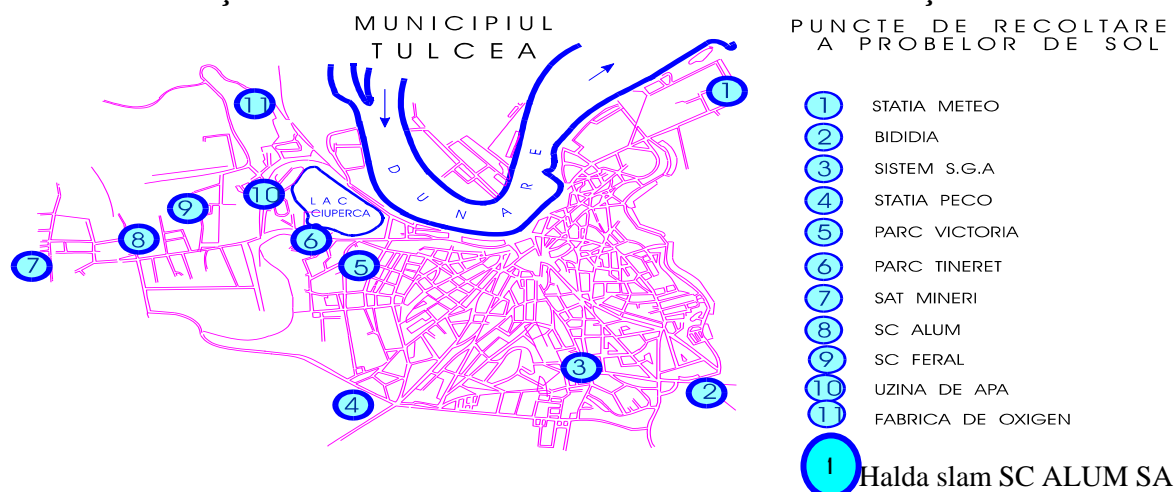 MUNICIPIUL
TULCEA
PUNCTE DE RECOLTARE
A PROBELOR DE SOL
11
1
10
9
8
7
6
5
4
3
2
LAC
CIUPERCA
DUNARE
1 STATIA METEO
2 BIDIDIA
3 SISTEM S.G.A
4 STATIA PECO
5 PARC VICTORIA
6 PARC TINERET
7 SAT MINERI
8 SC ALUM
9 SC FERAL
10 UZINA DE APA
11 FABRICA DE OXIGEN
1 Halda slam SC ALUM SA